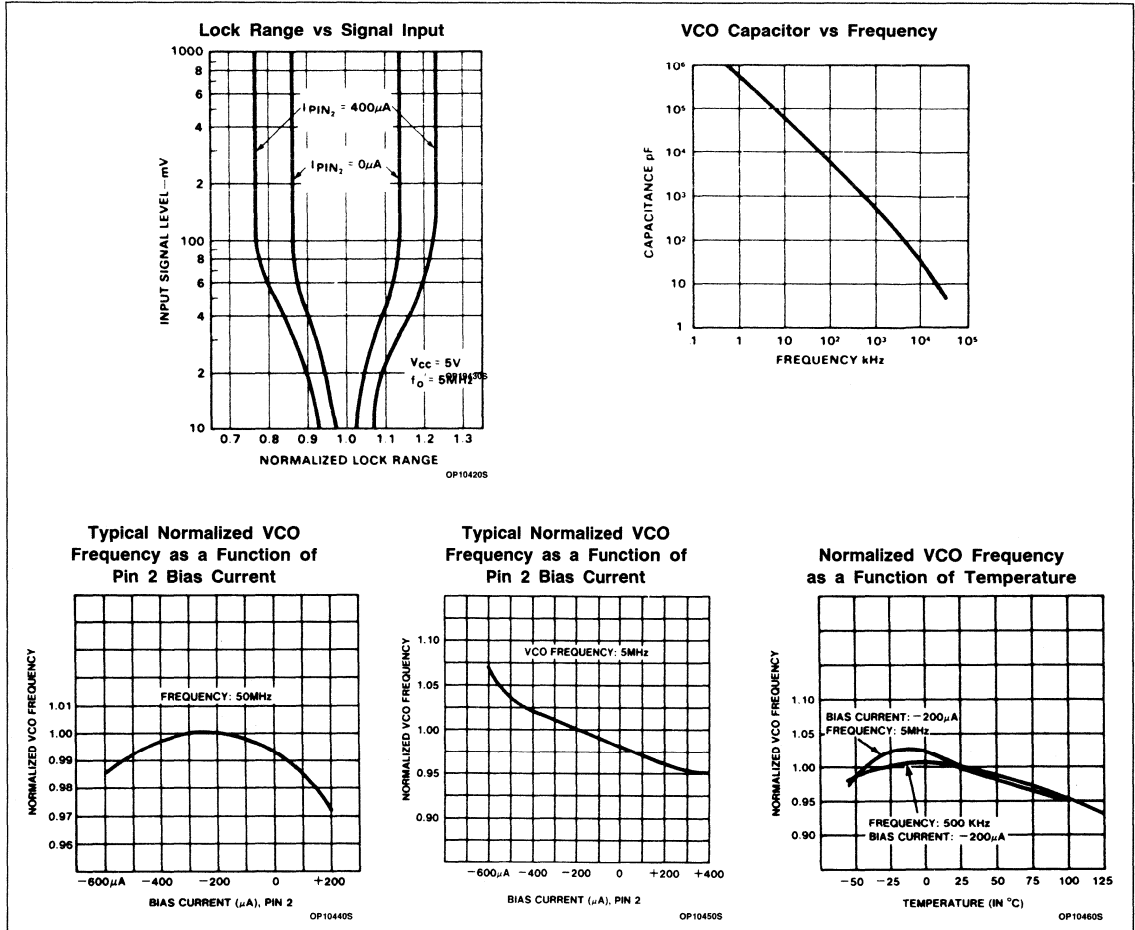 Lock Range vs Signal Input
1000
8
6
4
2
100
8
6
4
2
10
INPUT SIGNAL LEVEL—mV
I PIN₂ = 400µA
I PIN₂ = 0µA
VCC = 5V
fo = 5MHz
OP10430S
0.7 0.8 0.9 1.0 1.1 1.2 1.3
NORMALIZED LOCK RANGE
OP10420S
VCO Capacitor vs Frequency
10⁶
10⁵
10⁴
10³
10²
10
1
CAPACITANCE pF
.1 1 10 10² 10³ 10⁴ 10⁵
FREQUENCY kHz
Typical Normalized VCO
Frequency as a Function of
Pin 2 Bias Current
NORMALIZED VCO FREQUENCY
FREQUENCY: 50MHz
1.01
1.00
0.99
0.98
0.97
0.96
−600µA −400 −200 0 +200
BIAS CURRENT (µA), PIN 2
OP10440S
Typical Normalized VCO
Frequency as a Function of
Pin 2 Bias Current
NORMALIZED VCO FREQUENCY
1.10
VCO FREQUENCY: 5MHz
1.05
1.00
0.95
0.90
−600µA −400 −200 0 +200 +400
BIAS CURRENT (µA), PIN 2
OP10450S
Normalized VCO Frequency
as a Function of Temperature
NORMALIZED VCO FREQUENCY
1.10
BIAS CURRENT: −200µA
FREQUENCY: 5MHz
1.05
1.00
0.95
FREQUENCY: 500 KHz
BIAS CURRENT: −200µA
0.90
−50 −25 0 25 50 75 100 125
TEMPERATURE (IN °C)
OP10460S